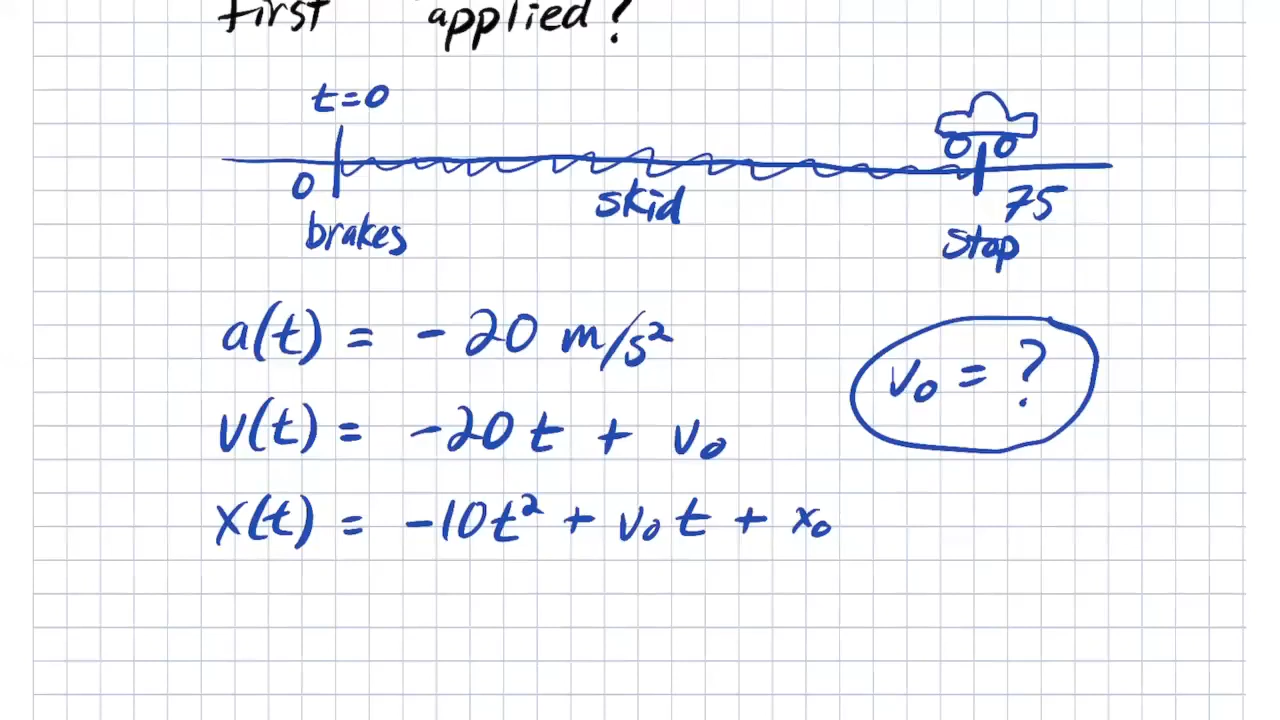 first applied?
t=0
0
skid
75
brakes
stop
a(t) = -20 m/s²
v₀ = ?
v(t) = -20t + v₀
x(t) = -10t² + v₀t + x₀